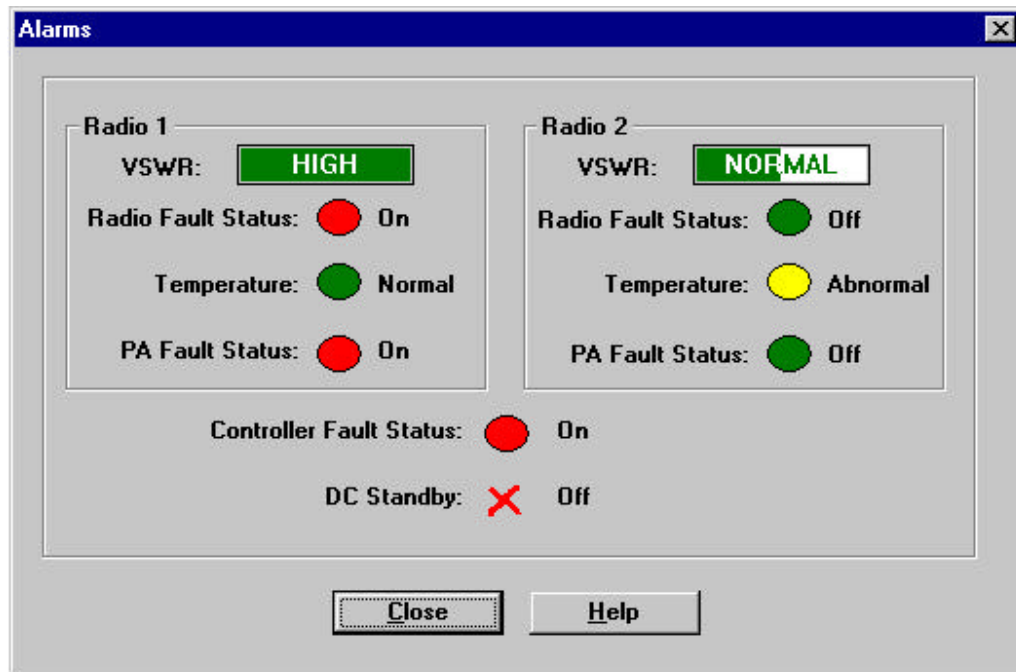 Alarms
Radio 1
VSWR: HIGH
Radio Fault Status: On
Temperature: Normal
PA Fault Status: On
Radio 2
VSWR: NORMAL
Radio Fault Status: Off
Temperature: Abnormal
PA Fault Status: Off
Controller Fault Status: On
DC Standby: Off
Close Help